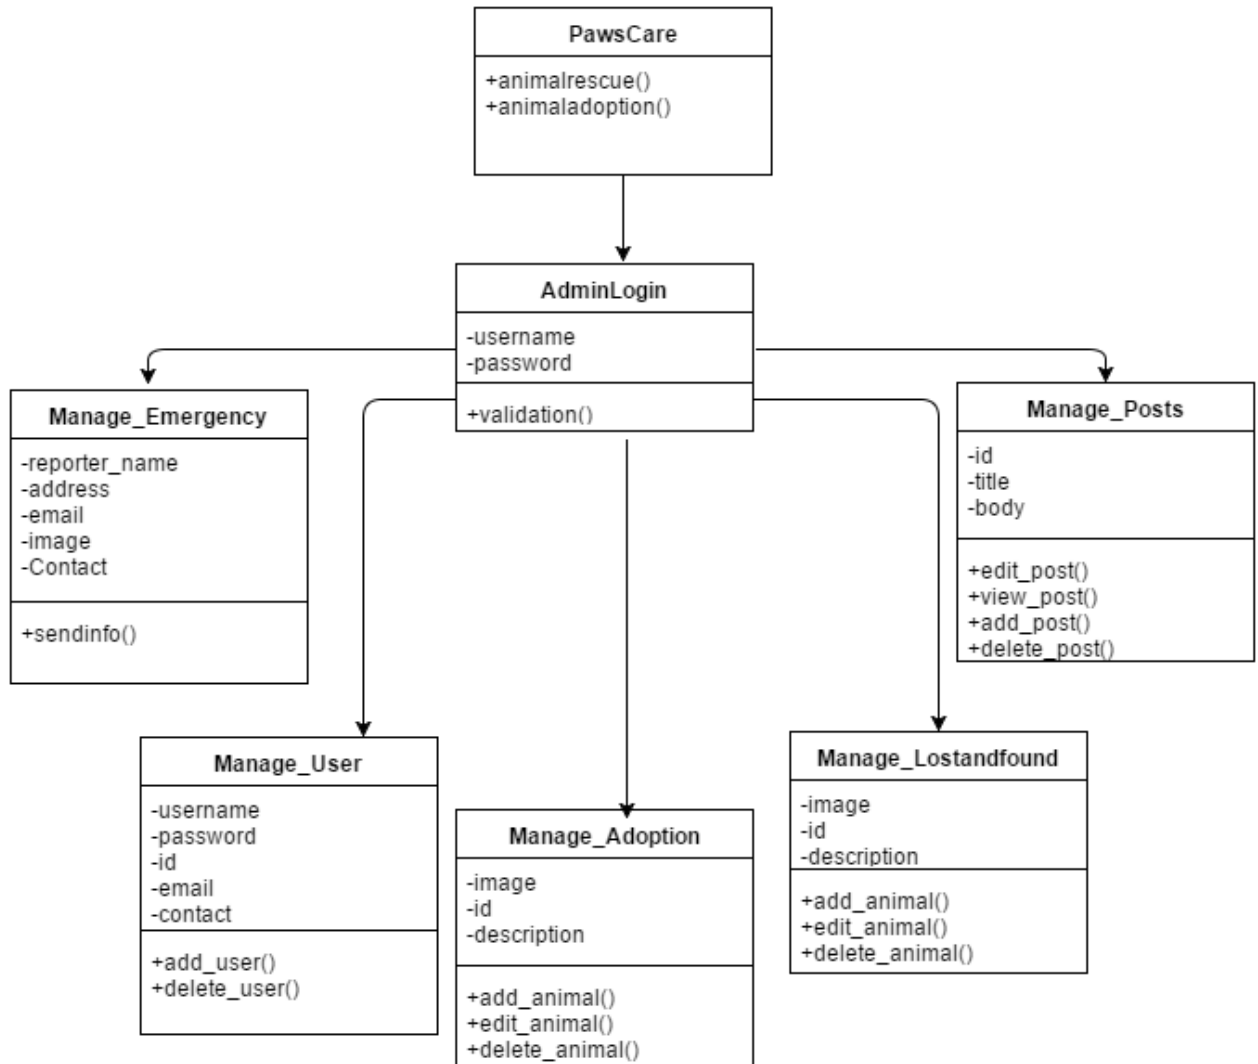 PawsCare
+animalrescue()
+animaladoption()
AdminLogin
-username
-password
+validation()
Manage_Emergency
-reporter_name
-address
-email
-image
-Contact
+sendinfo()
Manage_Posts
-id
-title
-body
+edit_post()
+view_post()
+add_post()
+delete_post()
Manage_User
-username
-password
-id
-email
-contact
+add_user()
+delete_user()
Manage_Adoption
-image
-id
-description
+add_animal()
+edit_animal()
+delete_animal()
Manage_Lostandfound
-image
-id
-description
+add_animal()
+edit_animal()
+delete_animal()